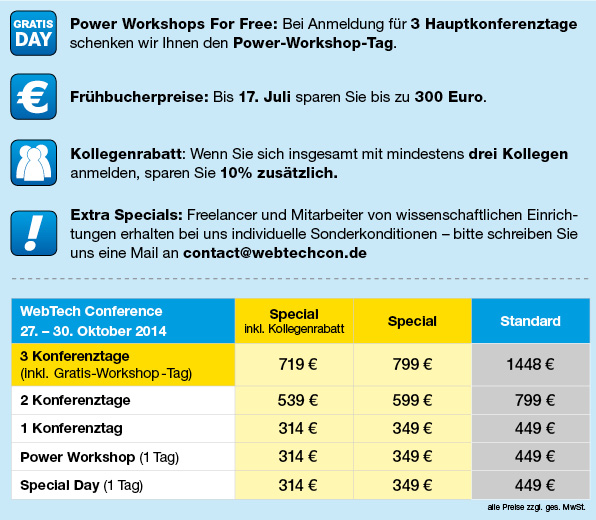 GRATIS
DAY
Power Workshops For Free: Bei Anmeldung für 3 Hauptkonferenztage
schenken wir Ihnen den Power-Workshop-Tag.
€
Frühbucherpreise: Bis 17. Juli sparen Sie bis zu 300 Euro.
Kollegenrabatt: Wenn Sie sich insgesamt mit mindestens drei Kollegen
anmelden, sparen Sie 10% zusätzlich.
!
Extra Specials: Freelancer und Mitarbeiter von wissenschaftlichen Einrich-
tungen erhalten bei uns individuelle Sonderkonditionen – bitte schreiben Sie
uns eine Mail an contact@webtechcon.de
WebTech Conference
27. – 30. Oktober 2014
Special
inkl. Kollegenrabatt
Special
Standard
3 Konferenztage
(inkl. Gratis-Workshop-Tag)
719 € 799 € 1448 €
2 Konferenztage 539 € 599 € 799 €
1 Konferenztag 314 € 349 € 449 €
Power Workshop (1 Tag) 314 € 349 € 449 €
Special Day (1 Tag) 314 € 349 € 449 €
alle Preise zzgl. ges. MwSt.